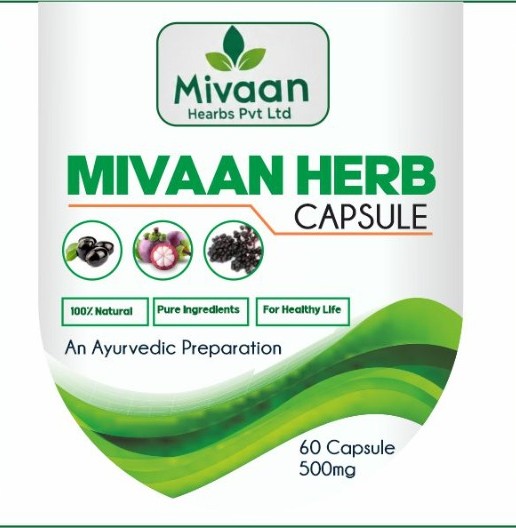 Mivaan
Hearbs Pvt Ltd
MIVAAN HERB
CAPSULE
100% Natural
Pure Ingredients
For Healthy Life
An Ayurvedic Preparation
60 Capsule
500mg